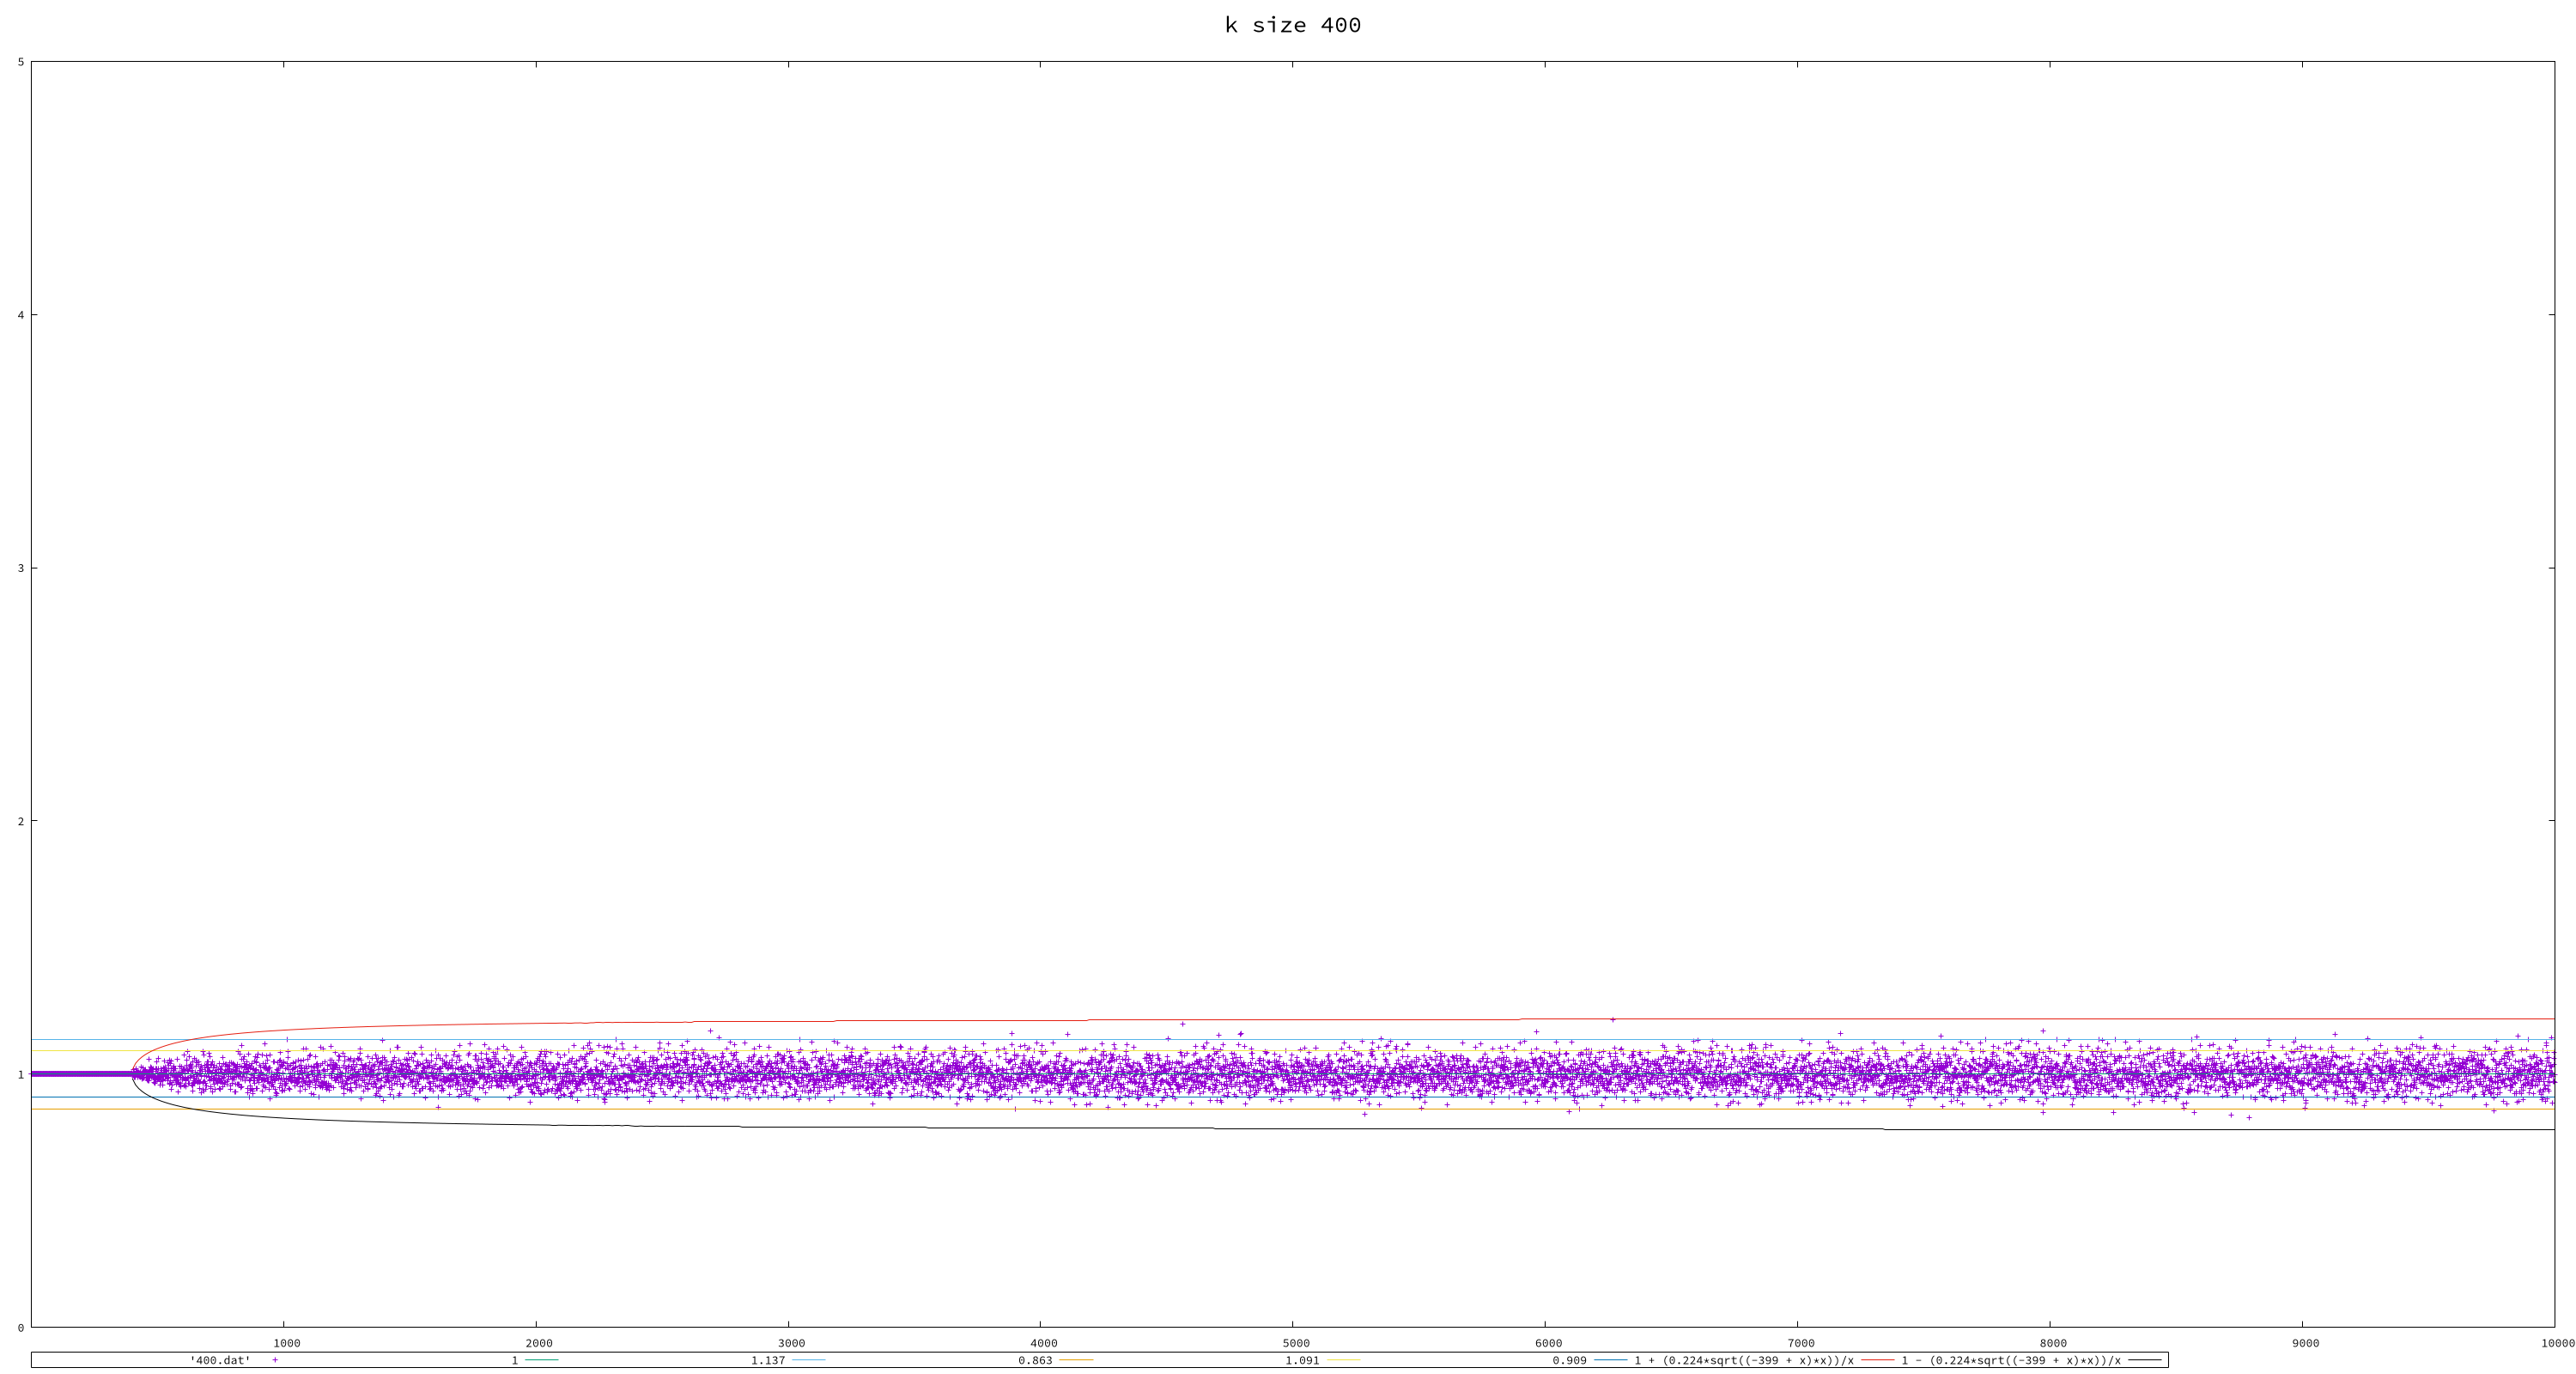 k size 400
5
4
3
2
1
0
1000 2000 3000 4000 5000 6000 7000 8000 9000 10000
'400.dat' 1 1.137 0.863 1.091 0.909 1 + (0.224*sqrt((-399 + x)*x))/x 1 - (0.224*sqrt((-399 + x)*x))/x